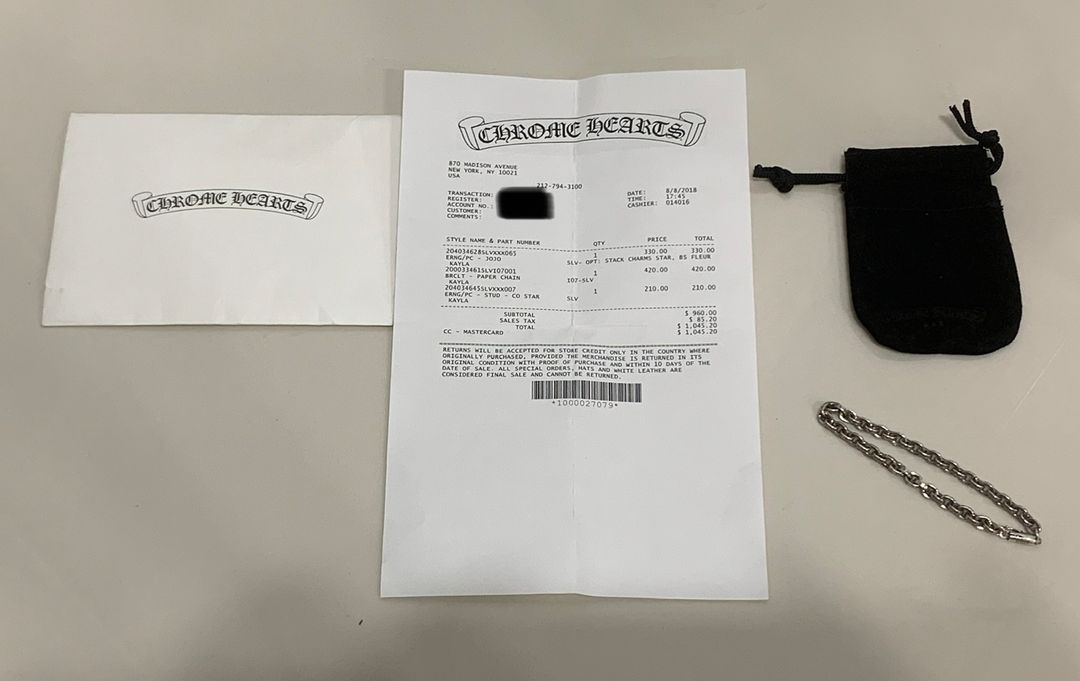 CHROME HEARTS
CHROME HEARTS
870 MADISON AVENUE
NEW YORK, NY 10021
USA
212-794-3100
TRANSACTION:
REGISTER:
ACCOUNT NO.:
CUSTOMER:
COMMENTS:
DATE: 8/8/2018
TIME: 17:45
CASHIER: 014016
STYLE NAME & PART NUMBER QTY PRICE TOTAL
204034628SLVXXX065 1 330.00 330.00
ERNG/PC - JOJO SLV- OPT: STACK CHARMS STAR, BS FLEUR
KAYLA
200033461SLVI07001 1 420.00 420.00
BRCLT - PAPER CHAIN I07-SLV
KAYLA
204034645SLVXXX007 1 210.00 210.00
ERNG/PC - STUD - CO STAR SLV
KAYLA
SUBTOTAL $ 960.00
SALES TAX $ 85.20
TOTAL $ 1,045.20
CC - MASTERCARD $ 1,045.20
RETURNS WILL BE ACCEPTED FOR STORE CREDIT ONLY IN THE COUNTRY WHERE
ORIGINALLY PURCHASED, PROVIDED THE MERCHANDISE IS RETURNED IN ITS
ORIGINAL CONDITION WITH PROOF OF PURCHASE AND WITHIN 10 DAYS OF THE
DATE OF SALE. ALL SPECIAL ORDERS, HATS AND WHITE LEATHER ARE
CONSIDERED FINAL SALE AND CANNOT BE RETURNED.
*1000027079*